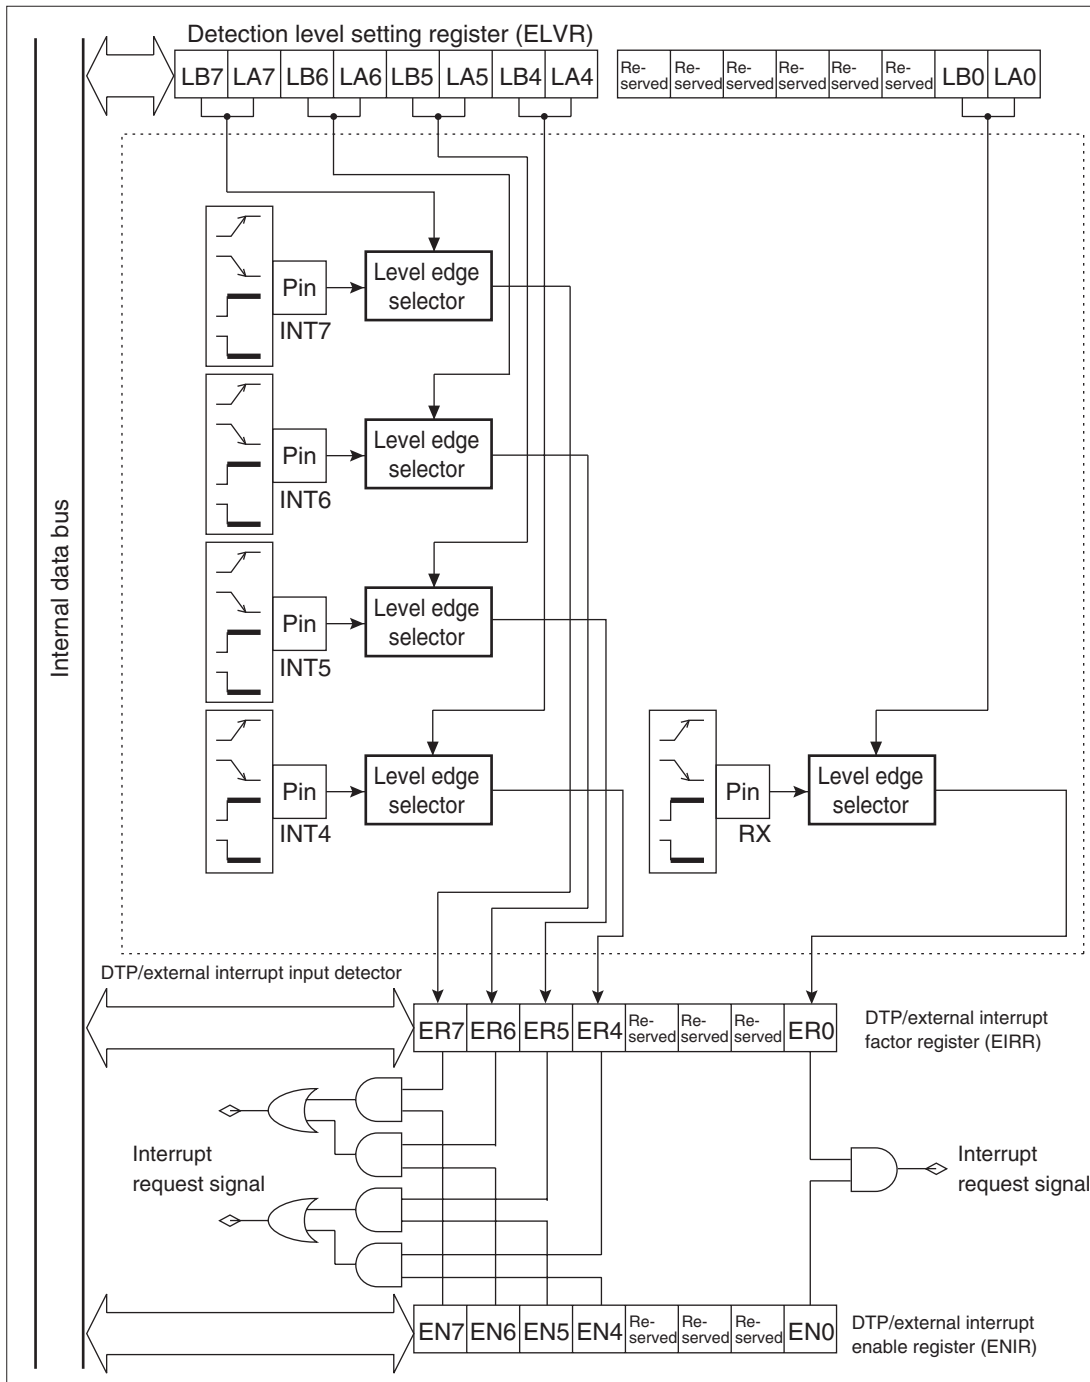 Detection level setting register (ELVR)
LB7 LA7 LB6 LA6 LB5 LA5 LB4 LA4
Re-served Re-served Re-served Re-served Re-served Re-served LB0 LA0
Internal data bus
Pin
INT7
Level edge
selector
Pin
INT6
Level edge
selector
Pin
INT5
Level edge
selector
Pin
INT4
Level edge
selector
Pin
RX
Level edge
selector
DTP/external interrupt input detector
ER7 ER6 ER5 ER4 Re-served Re-served Re-served ER0
DTP/external interrupt
factor register (EIRR)
Interrupt
request signal
Interrupt
request signal
EN7 EN6 EN5 EN4 Re-served Re-served Re-served EN0
DTP/external interrupt
enable register (ENIR)